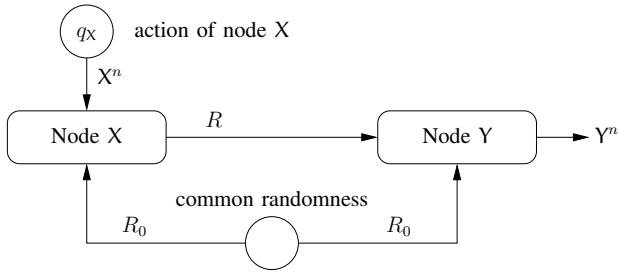 q_X action of node X
X^n
Node X R Node Y Y^n
common randomness
R_0 R_0